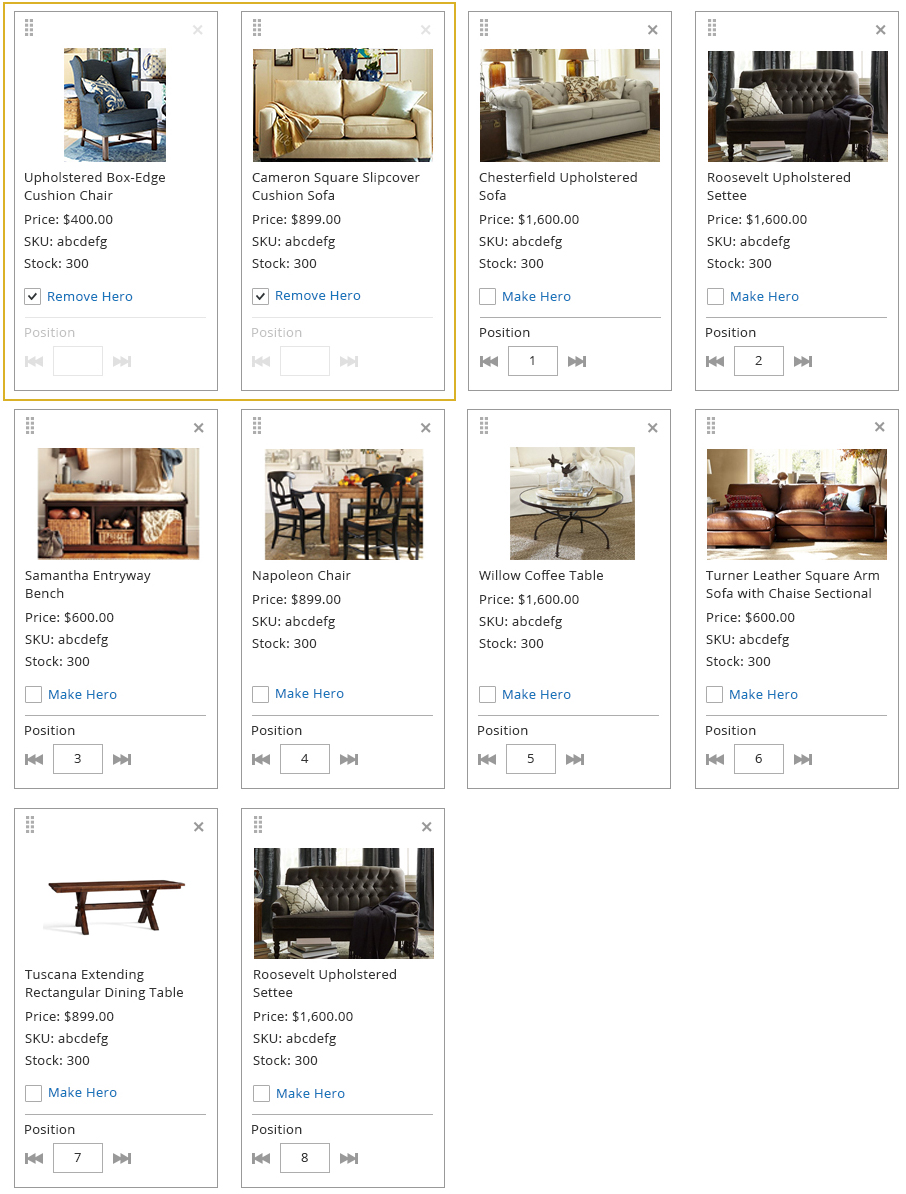 Upholstered Box-Edge
Cushion Chair
Price: $400.00
SKU: abcdefg
Stock: 300
Remove Hero
Position
Cameron Square Slipcover
Cushion Sofa
Price: $899.00
SKU: abcdefg
Stock: 300
Remove Hero
Position
Chesterfield Upholstered
Sofa
Price: $1,600.00
SKU: abcdefg
Stock: 300
Make Hero
Position
1
Roosevelt Upholstered
Settee
Price: $1,600.00
SKU: abcdefg
Stock: 300
Make Hero
Position
2
Samantha Entryway
Bench
Price: $600.00
SKU: abcdefg
Stock: 300
Make Hero
Position
3
Napoleon Chair
Price: $899.00
SKU: abcdefg
Stock: 300
Make Hero
Position
4
Willow Coffee Table
Price: $1,600.00
SKU: abcdefg
Stock: 300
Make Hero
Position
5
Turner Leather Square Arm
Sofa with Chaise Sectional
Price: $600.00
SKU: abcdefg
Stock: 300
Make Hero
Position
6
Tuscana Extending
Rectangular Dining Table
Price: $899.00
SKU: abcdefg
Stock: 300
Make Hero
Position
7
Roosevelt Upholstered
Settee
Price: $1,600.00
SKU: abcdefg
Stock: 300
Make Hero
Position
8